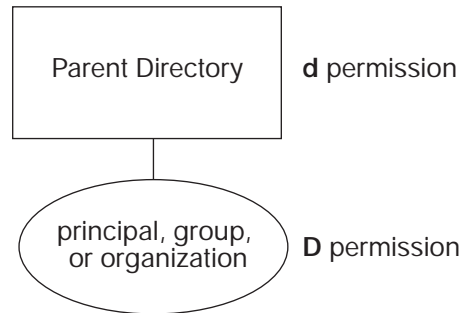 Parent Directory
d permission
principal, group,
or organization
D permission